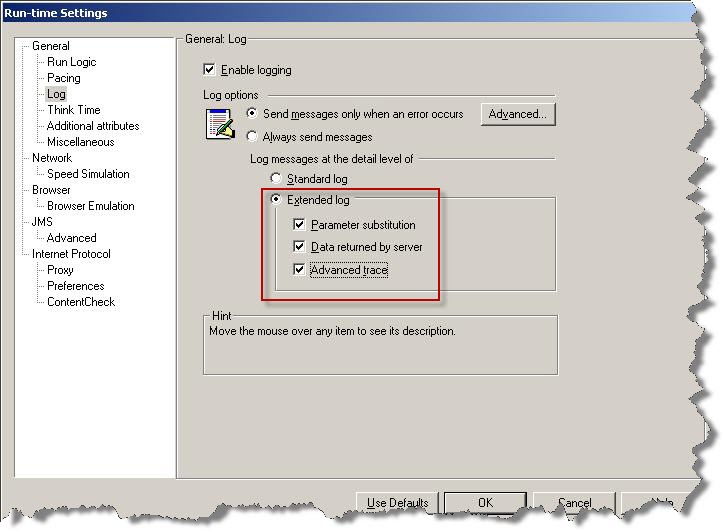 Run-time Settings
General
Run Logic
Pacing
Log
Think Time
Additional attributes
Miscellaneous
Network
Speed Simulation
Browser
Browser Emulation
JMS
Advanced
Internet Protocol
Proxy
Preferences
ContentCheck
General: Log
Enable logging
Log options
Send messages only when an error occurs
Advanced...
Always send messages
Log messages at the detail level of
Standard log
Extended log
Parameter substitution
Data returned by server
Advanced trace
Hint
Move the mouse over any item to see its description.
Use Defaults
OK
Cancel